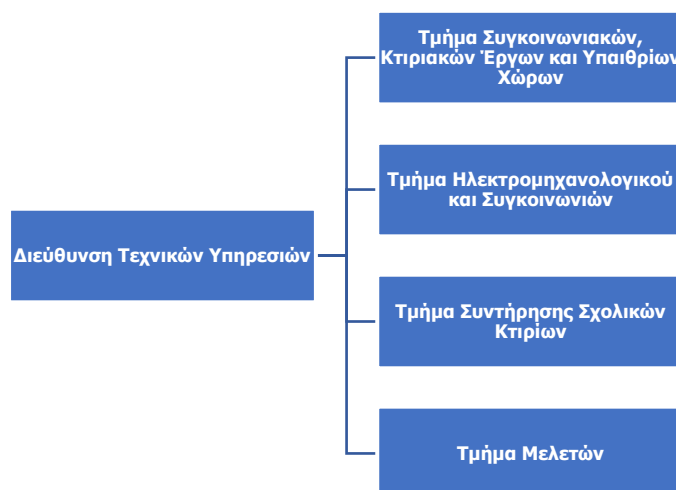 Τμήμα Συγκοινωνιακών,
Κτιριακών Έργων και Υπαιθρίων
Χώρων
Τμήμα Ηλεκτρομηχανολογικού
και Συγκοινωνιών
Διεύθυνση Τεχνικών Υπηρεσιών
Τμήμα Συντήρησης Σχολικών
Κτιρίων
Τμήμα Μελετών